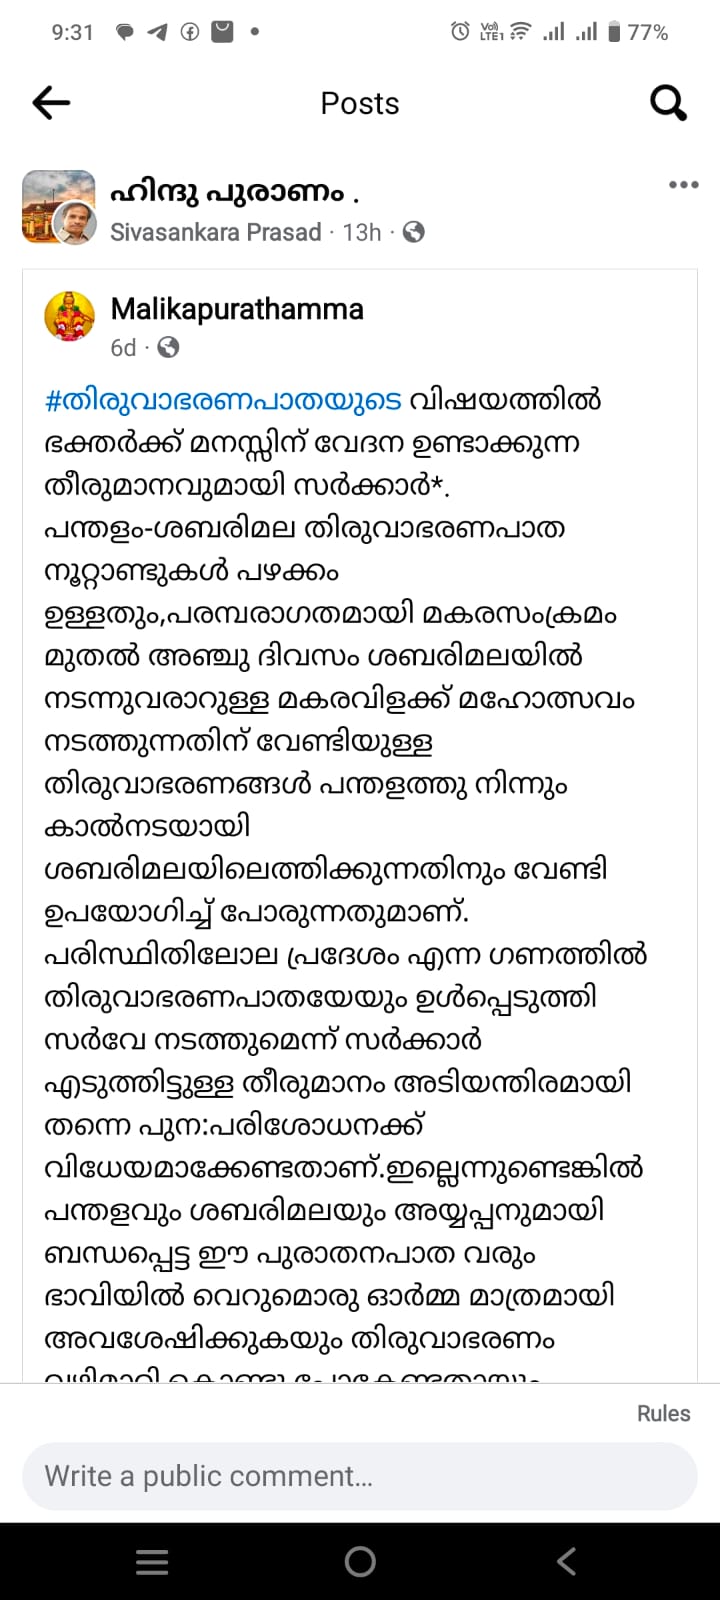 9:31
Vo) LTE1 77%
Posts
ഹിന്ദു പുരാണം .
Sivasankara Prasad · 13h ·
Malikapurathamma
6d ·
#തിരുവാഭരണപാതയുടെ വിഷയത്തിൽ
ഭക്തർക്ക് മനസ്സിന് വേദന ഉണ്ടാക്കുന്ന
തീരുമാനവുമായി സർക്കാർ*.
പന്തളം-ശബരിമല തിരുവാഭരണപാത
നൂറ്റാണ്ടുകൾ പഴക്കം
ഉള്ളതും,പരമ്പരാഗതമായി മകരസംക്രമം
മുതൽ അഞ്ചു ദിവസം ശബരിമലയിൽ
നടന്നുവരാറുള്ള മകരവിളക്ക് മഹോത്സവം
നടത്തുന്നതിന് വേണ്ടിയുള്ള
തിരുവാഭരണങ്ങൾ പന്തളത്തു നിന്നും
കാൽനടയായി
ശബരിമലയിലെത്തിക്കുന്നതിനും വേണ്ടി
ഉപയോഗിച്ച് പോരുന്നതുമാണ്.
പരിസ്ഥിതിലോല പ്രദേശം എന്ന ഗണത്തിൽ
തിരുവാഭരണപാതയേയും ഉൾപ്പെടുത്തി
സർവേ നടത്തുമെന്ന് സർക്കാർ
എടുത്തിട്ടുള്ള തീരുമാനം അടിയന്തിരമായി
തന്നെ പുന:പരിശോധനക്ക്
വിധേയമാക്കേണ്ടതാണ്.ഇല്ലെന്നുണ്ടെങ്കിൽ
പന്തളവും ശബരിമലയും അയ്യപ്പനുമായി
ബന്ധപ്പെട്ട ഈ പുരാതനപാത വരും
ഭാവിയിൽ വെറുമൊരു ഓർമ്മ മാത്രമായി
അവശേഷിക്കുകയും തിരുവാഭരണം
Rules
Write a public comment...